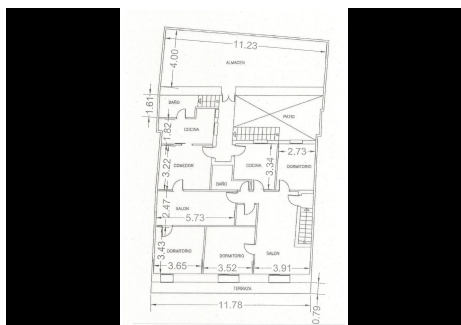 11.23
4.00
ALMACEN
1.61
BAÑO
PATIO
1.82
COCINA
2.73
3.22
COMEDOR
COCINA
3.34
DORMITORIO
BAÑO
2.47
SALON
5.73
3.43
DORMITORIO
DORMITORIO
SALON
3.65
3.52
3.91
TERRAZA
11.78
0.79